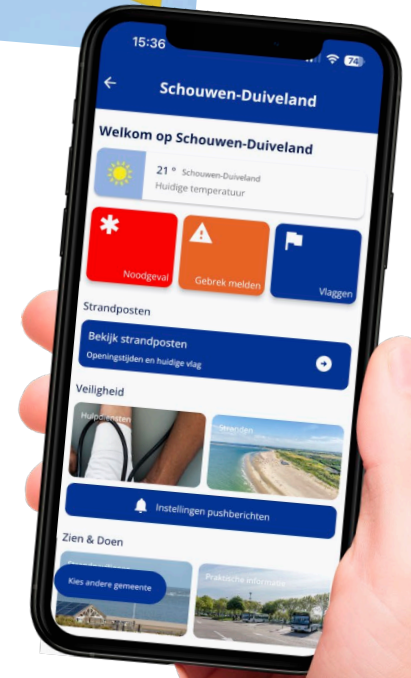 15:36
74
Schouwen-Duiveland
Welkom op Schouwen-Duiveland
21 ° Schouwen-Duiveland
Huidige temperatuur
Noodgeval
Gebrek melden
Vlaggen
Strandposten
Bekijk strandposten
Openingstijden en huidige vlag
Veiligheid
Hulpdiensten
Stranden
Instellingen pushberichten
Zien & Doen
Praktische informatie
Kies andere gemeente